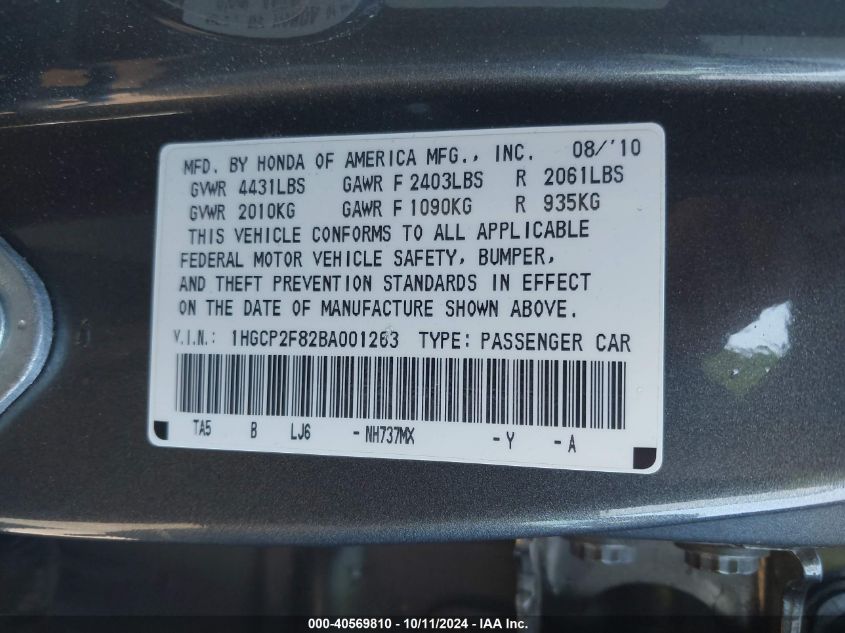 MFD. BY HONDA OF AMERICA MFG., INC. 08/'10
GVWR 4431LBS GAWR F 2403LBS R 2061LBS
GVWR 2010KG GAWR F 1090KG R 935KG
THIS VEHICLE CONFORMS TO ALL APPLICABLE
FEDERAL MOTOR VEHICLE SAFETY, BUMPER,
AND THEFT PREVENTION STANDARDS IN EFFECT
ON THE DATE OF MANUFACTURE SHOWN ABOVE.
V.I.N.: 1HGCP2F82BA001263 TYPE: PASSENGER CAR
TA5 B LJ6 - NH737MX - Y - A
000-40569810 - 10/11/2024 - IAA Inc.